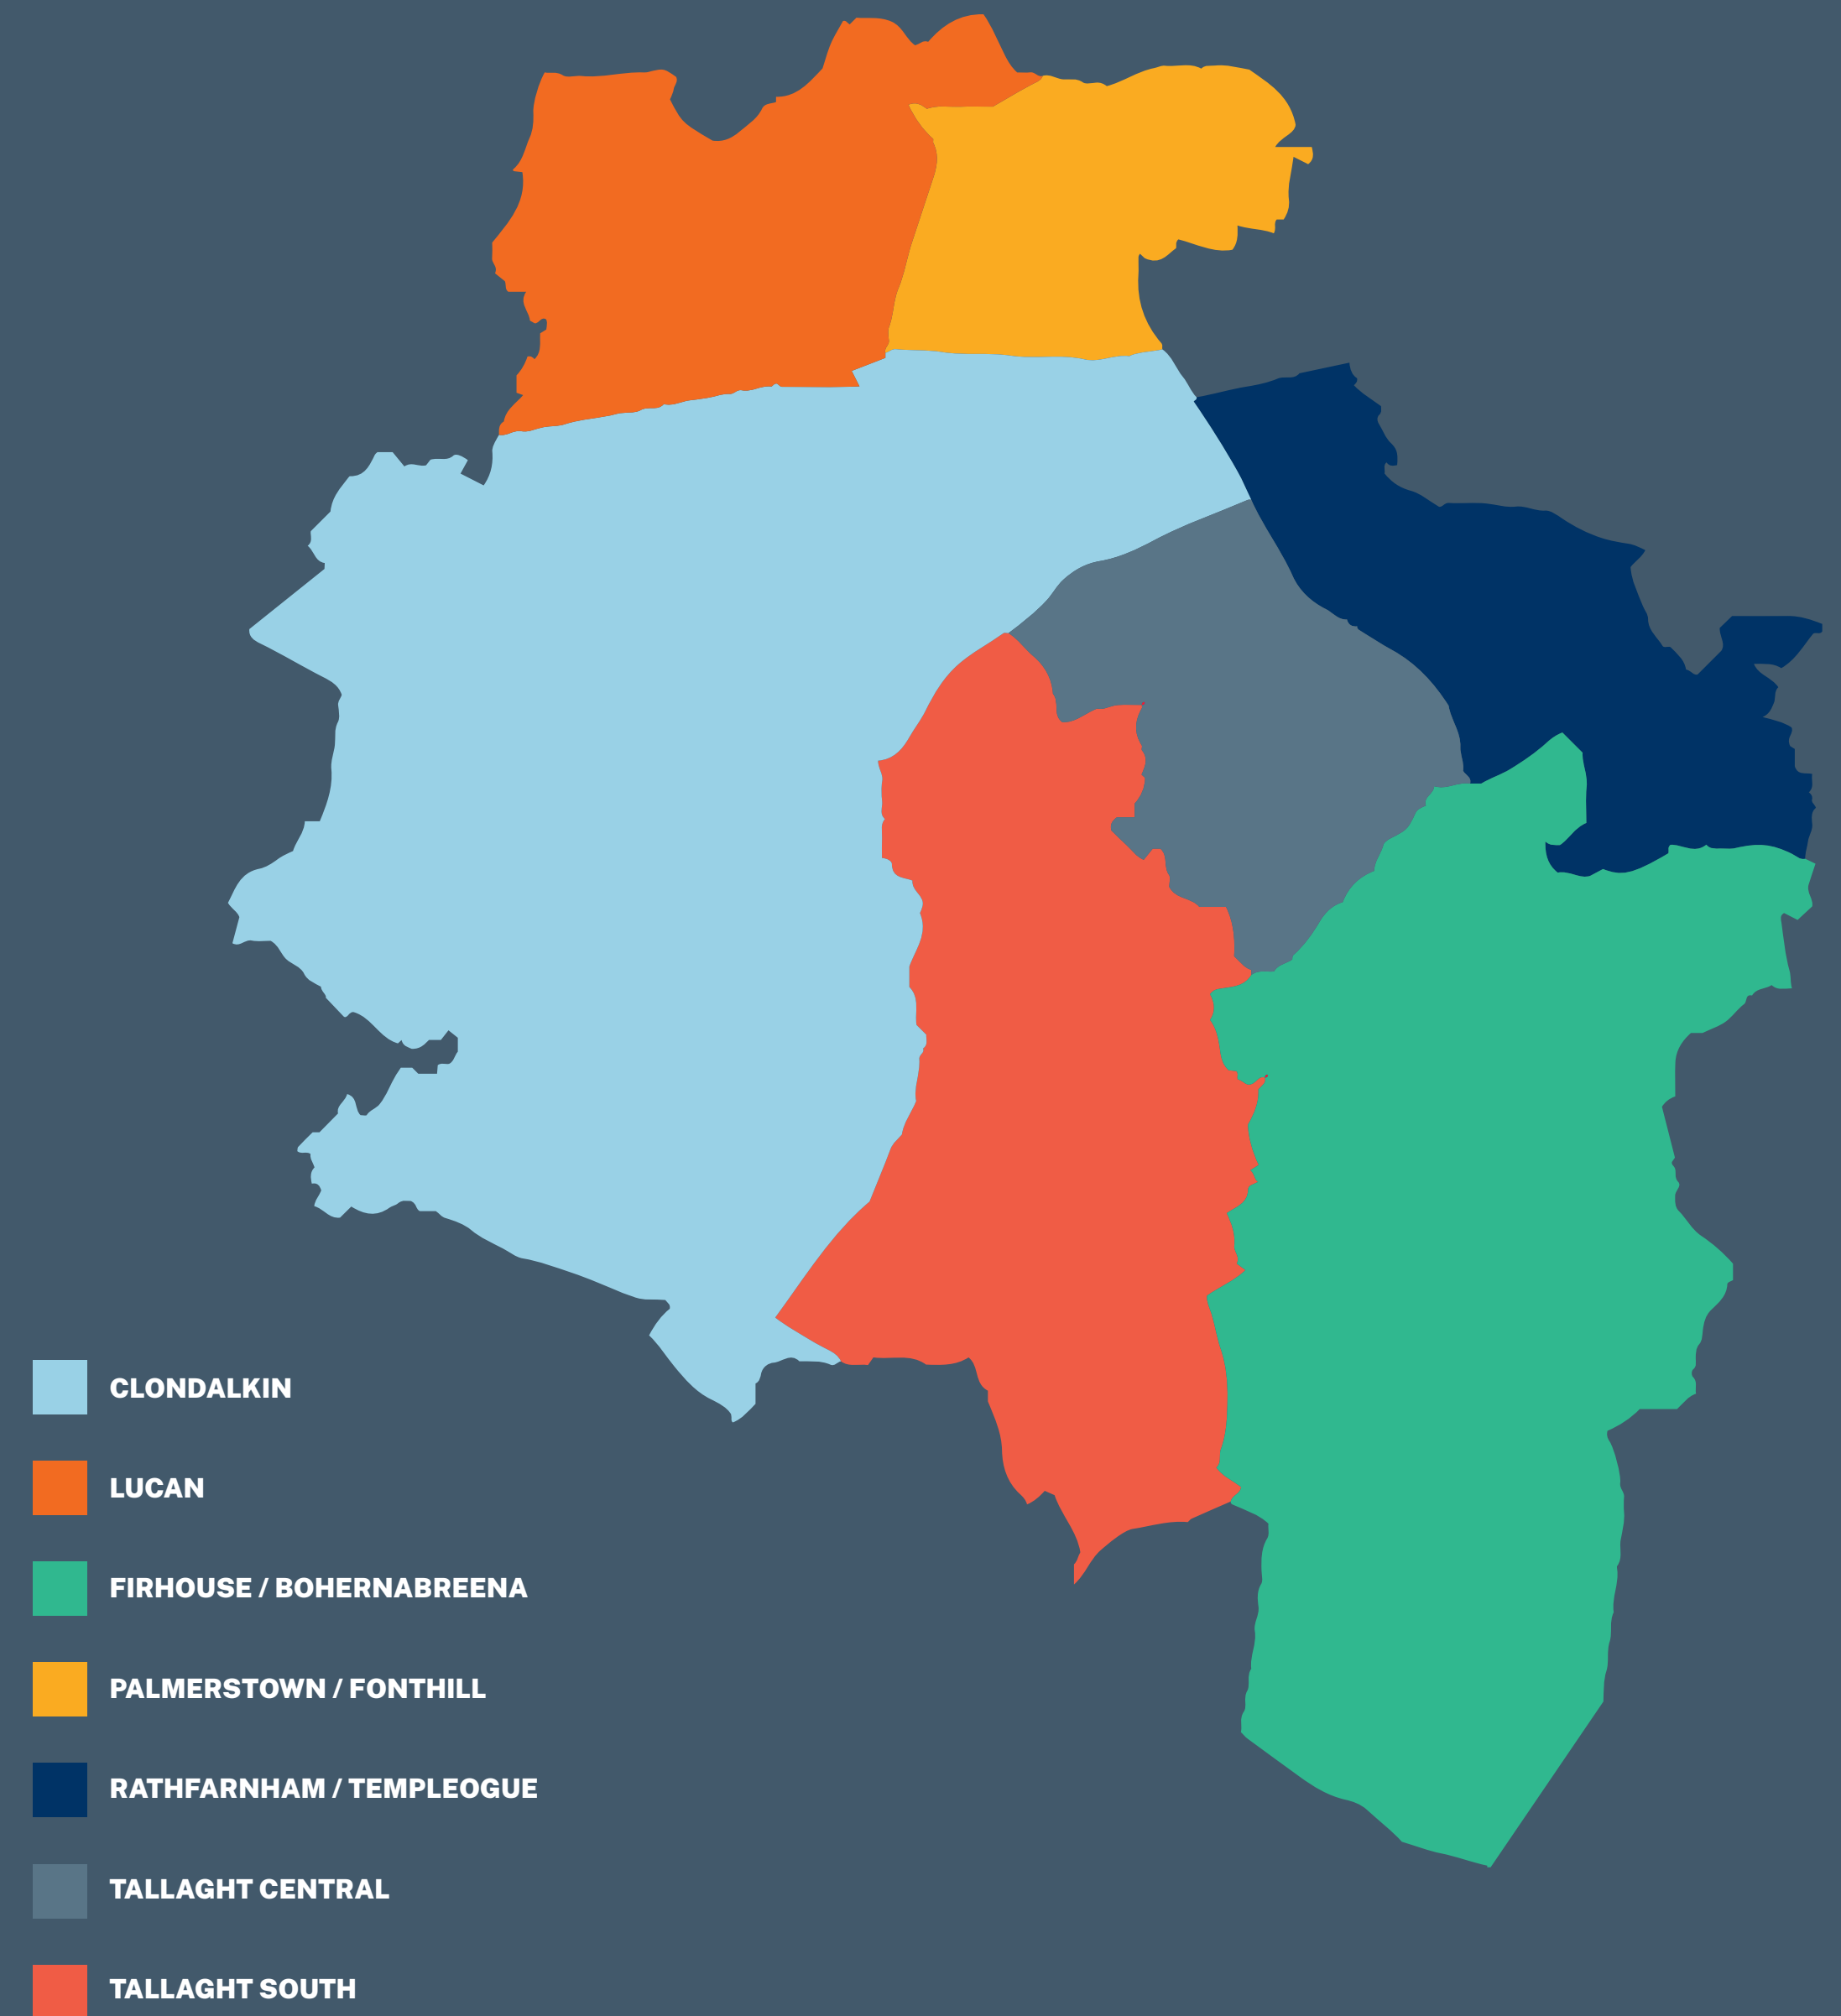 CLONDALKIN
LUCAN
FIRHOUSE / BOHERNABREENA
PALMERSTOWN / FONTHILL
RATHFARNHAM / TEMPLEOGUE
TALLAGHT CENTRAL
TALLAGHT SOUTH